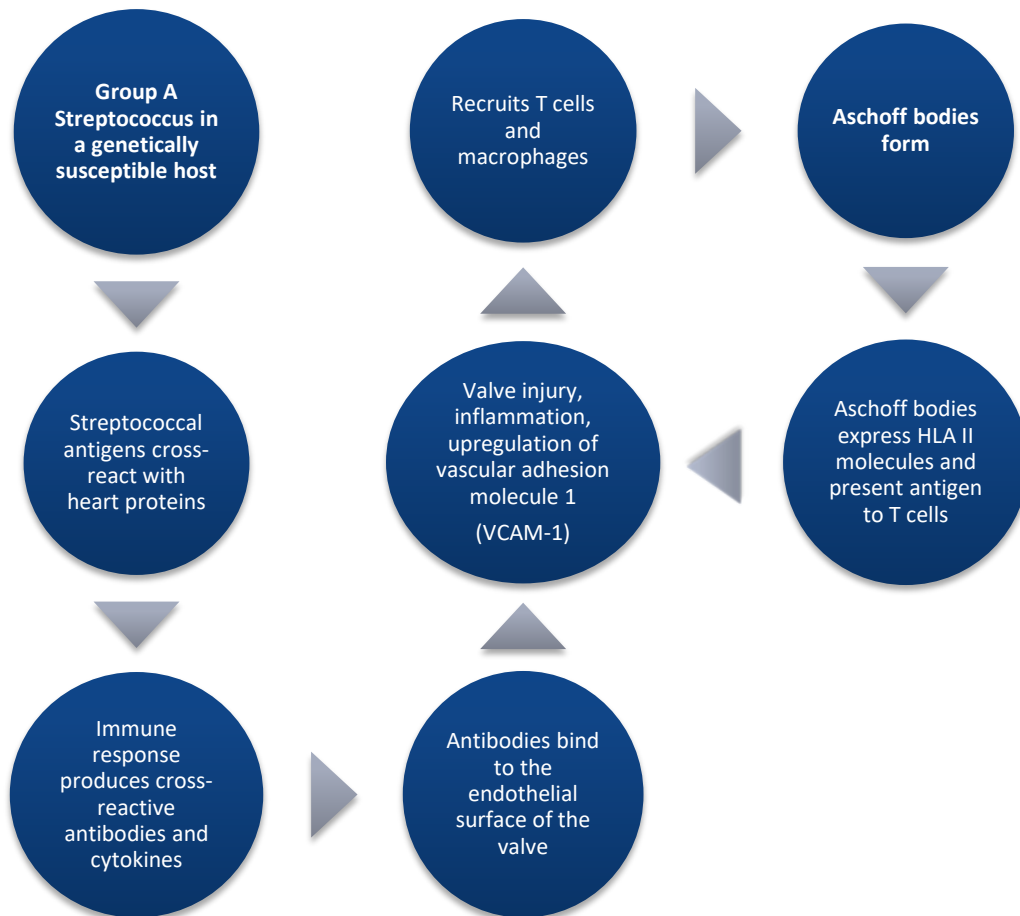 Group A
Streptococcus in
a genetically
susceptible host
Streptococcal
antigens cross-
react with
heart proteins
Immune
response
produces cross-
reactive
antibodies and
cytokines
Antibodies bind
to the
endothelial
surface of the
valve
Valve injury,
inflammation,
upregulation of
vascular adhesion
molecule 1
(VCAM-1)
Recruits T cells
and
macrophages
Aschoff bodies
form
Aschoff bodies
express HLA II
molecules and
present antigen
to T cells